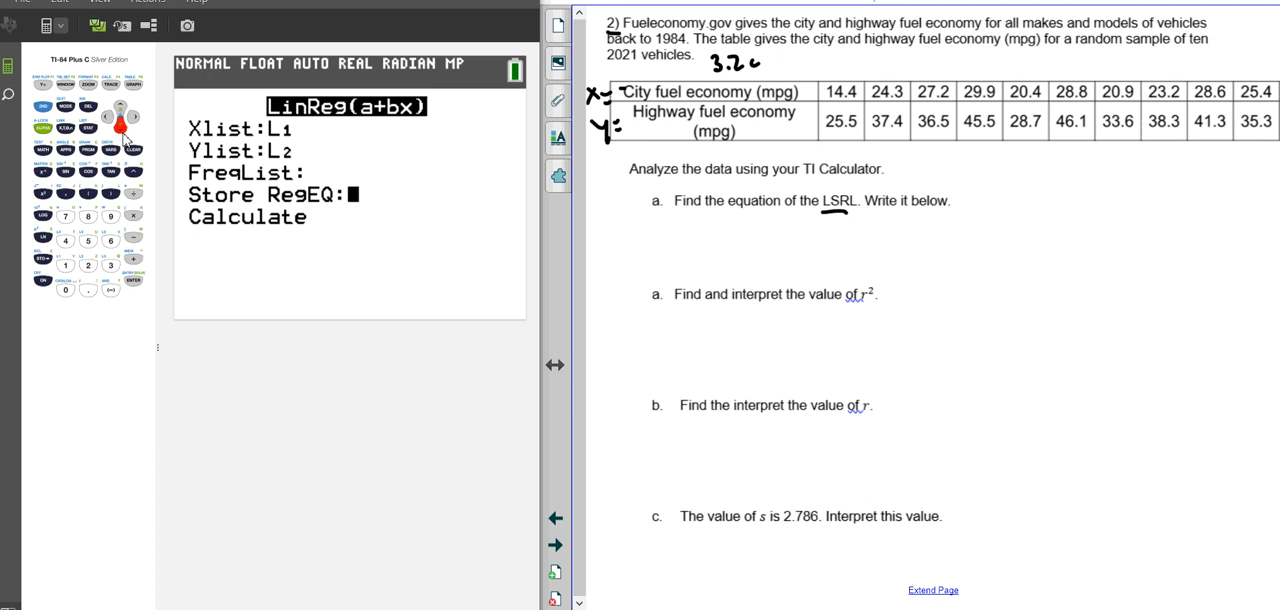 TI-84 Plus C Silver Edition
NORMAL FLOAT AUTO REAL RADIAN MP
LinReg(a+bx)
Xlist:L1
Ylist:L2
FreqList:
Store RegEQ:
Calculate
2) Fueleconomy.gov gives the city and highway fuel economy for all makes and models of vehicles
back to 1984. The table gives the city and highway fuel economy (mpg) for a random sample of ten
2021 vehicles.
x= City fuel economy (mpg) 14.4 24.3 27.2 29.9 20.4 28.8 20.9 23.2 28.6 25.4
y= Highway fuel economy (mpg) 25.5 37.4 36.5 45.5 28.7 46.1 33.6 38.3 41.3 35.3
Analyze the data using your TI Calculator.
a. Find the equation of the LSRL. Write it below.
a. Find and interpret the value of r².
b. Find the interpret the value of r.
c. The value of s is 2.786. Interpret this value.
Extend Page